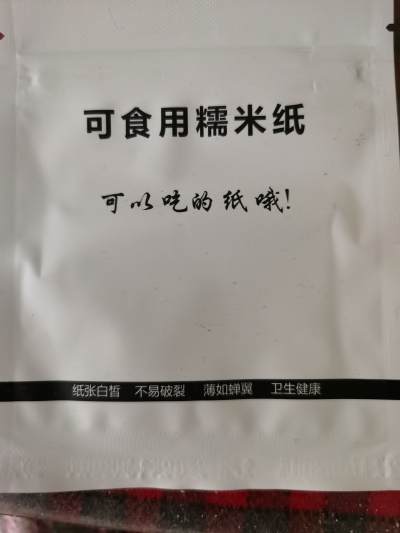 可食用糯米纸
可以吃的纸哦!
纸张白皙 不易破裂 薄如蝉翼 卫生健康